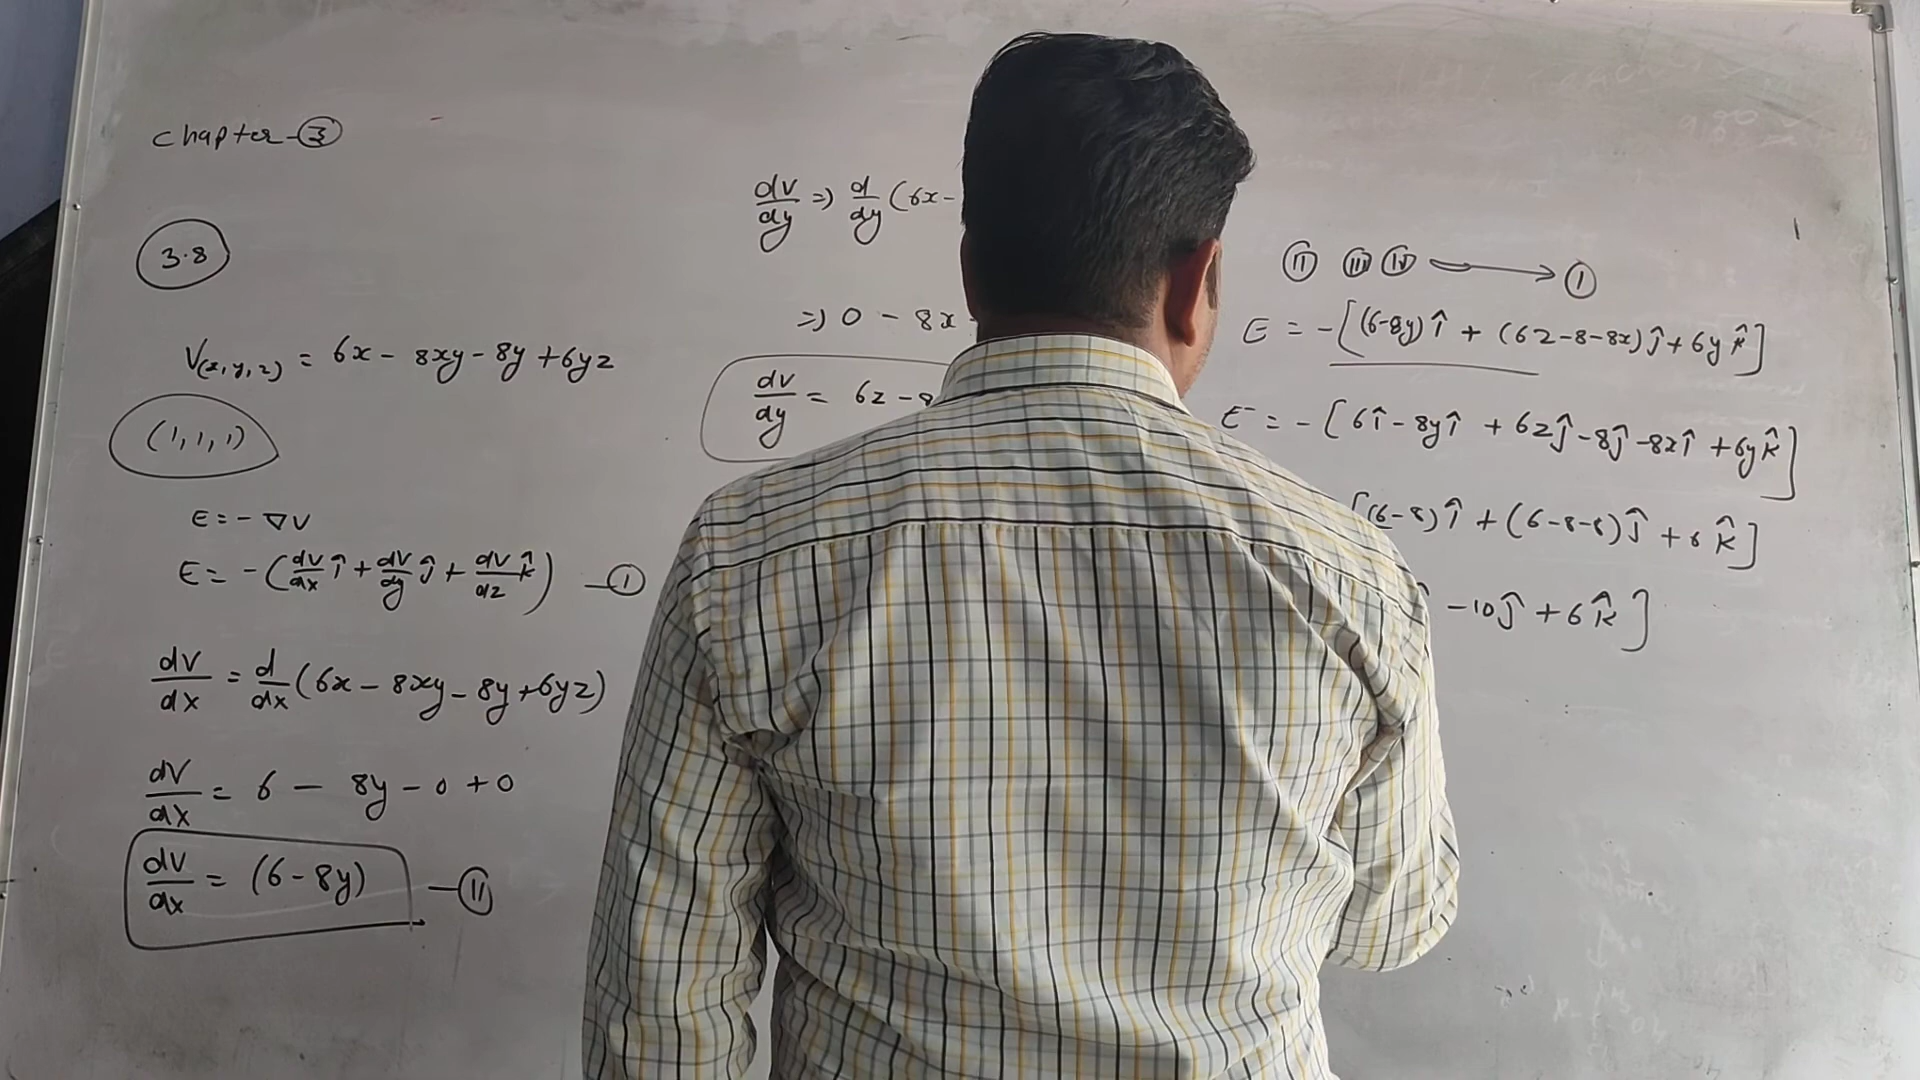 Chapter-③
3.8
V(x,y,z) = 6x - 8xy - 8y + 6yz
(1,1,1)
E = - ∇V
E = - (dV/dx î + dV/dy ĵ + dV/dz k̂) —Ⓘ
dV/dx = d/dx (6x - 8xy - 8y + 6yz)
dV/dx = 6 - 8y - 0 + 0
dV/dx = (6 - 8y) —ⓘⓘ
dV/dy ⇒ d/dy (6x -
⇒ 0 - 8x
dV/dy = 6z - 8
(II) (III) (IV) ⟶ (I)
E = - [(6-8y) î + (6z-8-8x) ĵ + 6y k̂]
E = - [6î - 8yî + 6zĵ - 8ĵ - 8xî + 6yk̂]
[(6-8) î + (6-8-8) ĵ + 6 k̂]
- 10ĵ + 6k̂]